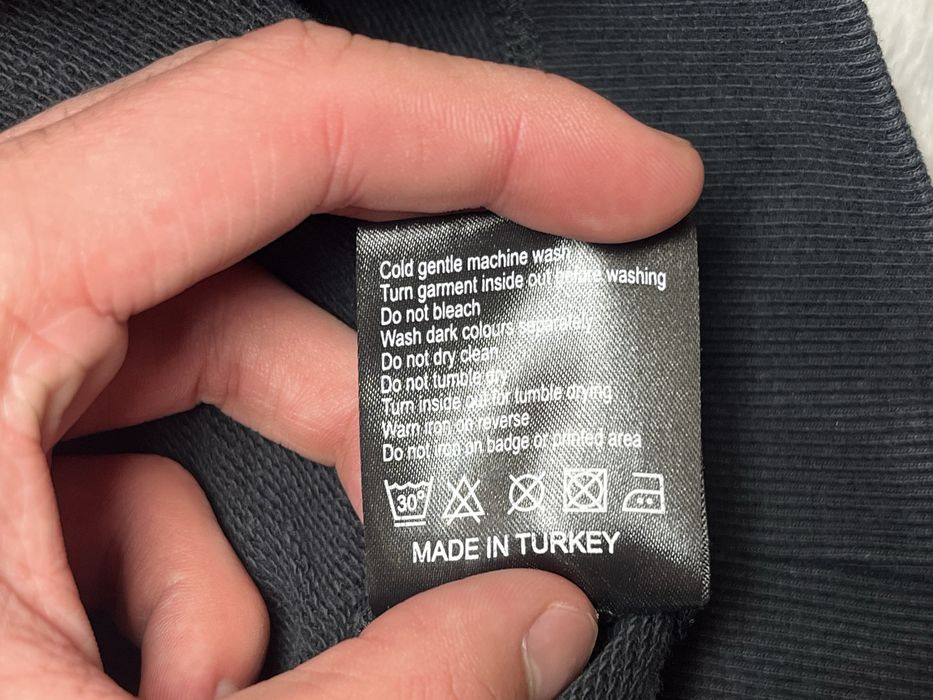 Cold gentle machine wash
Turn garment inside out before washing
Do not bleach
Wash dark colours separately
Do not dry clean
Do not tumble dry
Turn inside out for tumble drying
Warn iron on reverse
Do not iron on badge or printed area
30°
MADE IN TURKEY